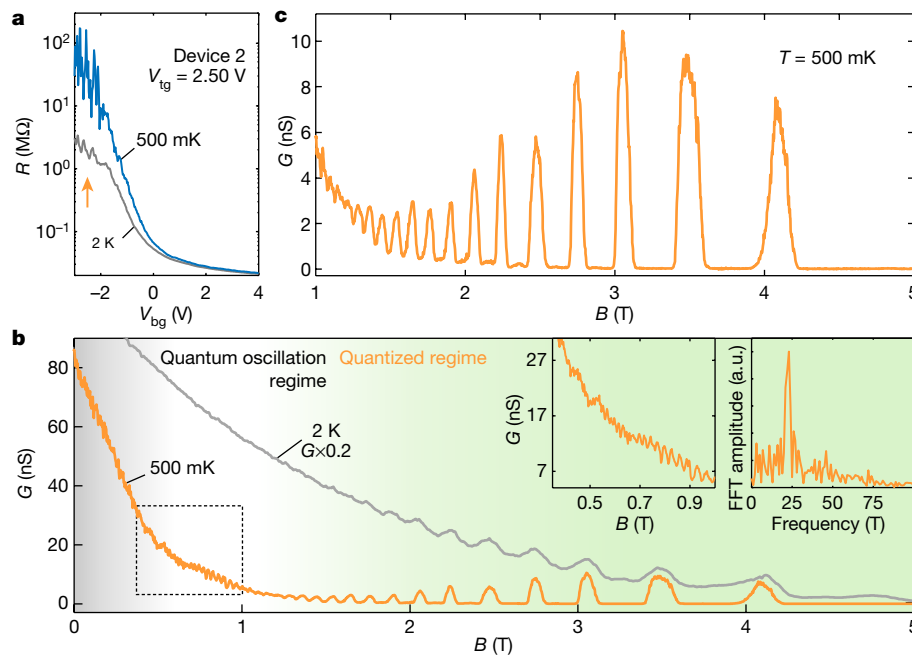 a
Device 2
V_tg = 2.50 V
10²
10¹
10⁰
10⁻¹
R (MΩ)
500 mK
2 K
−2
0
2
4
V_bg (V)
c
T = 500 mK
10
8
6
4
2
0
G (nS)
1
2
3
4
5
B (T)
b
Quantum oscillation
regime
Quantized regime
80
60
40
20
0
G (nS)
500 mK
2 K
G×0.2
0
1
2
3
4
5
B (T)
27
17
7
G (nS)
0.5
0.7
0.9
B (T)
FFT amplitude (a.u.)
0
25
75
Frequency (T)